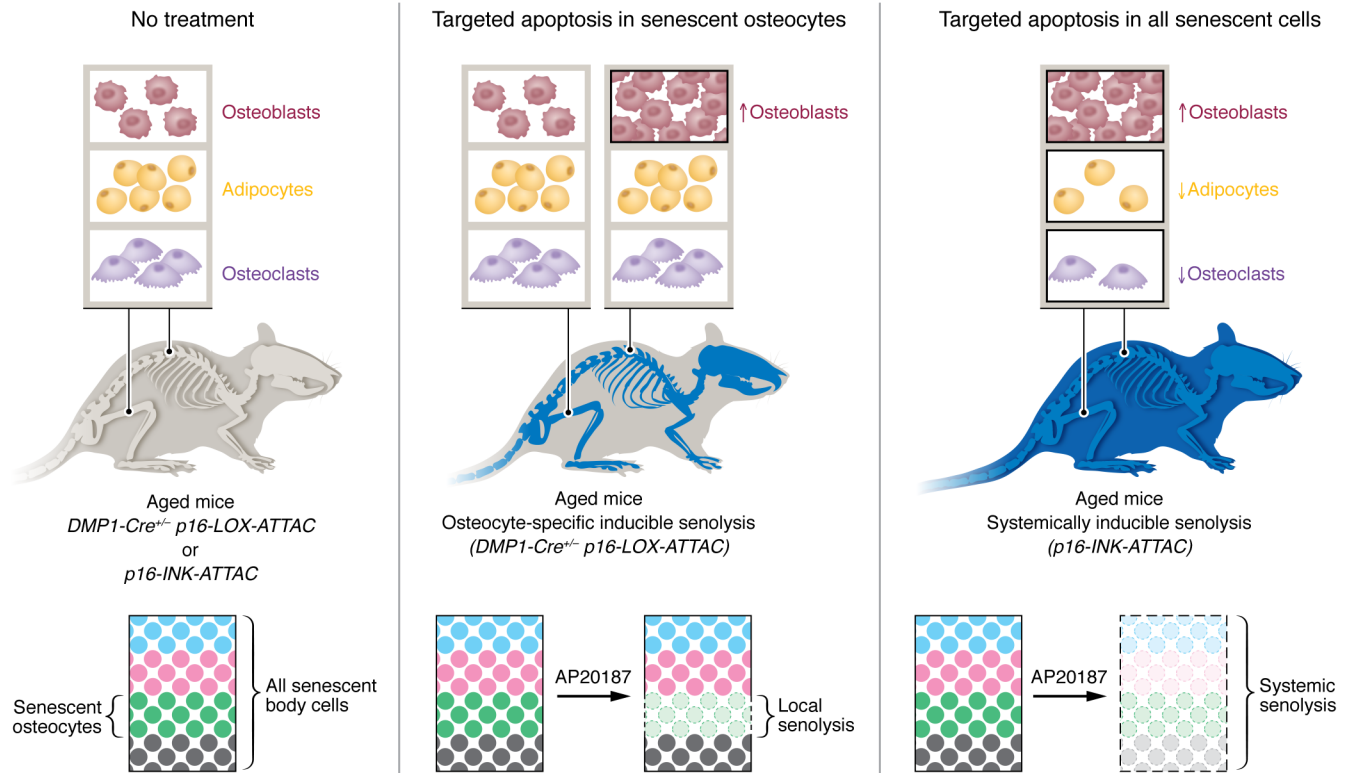 No treatment
Osteoblasts
Adipocytes
Osteoclasts
Aged mice
DMP1-Cre+/– p16-LOX-ATTAC
or
p16-INK-ATTAC
Senescent
osteocytes
All senescent
body cells
Targeted apoptosis in senescent osteocytes
↑Osteoblasts
Aged mice
Osteocyte-specific inducible senolysis
(DMP1-Cre+/– p16-LOX-ATTAC)
AP20187
Local
senolysis
Targeted apoptosis in all senescent cells
↑Osteoblasts
↓Adipocytes
↓Osteoclasts
Aged mice
Systemically inducible senolysis
(p16-INK-ATTAC)
AP20187
Systemic
senolysis